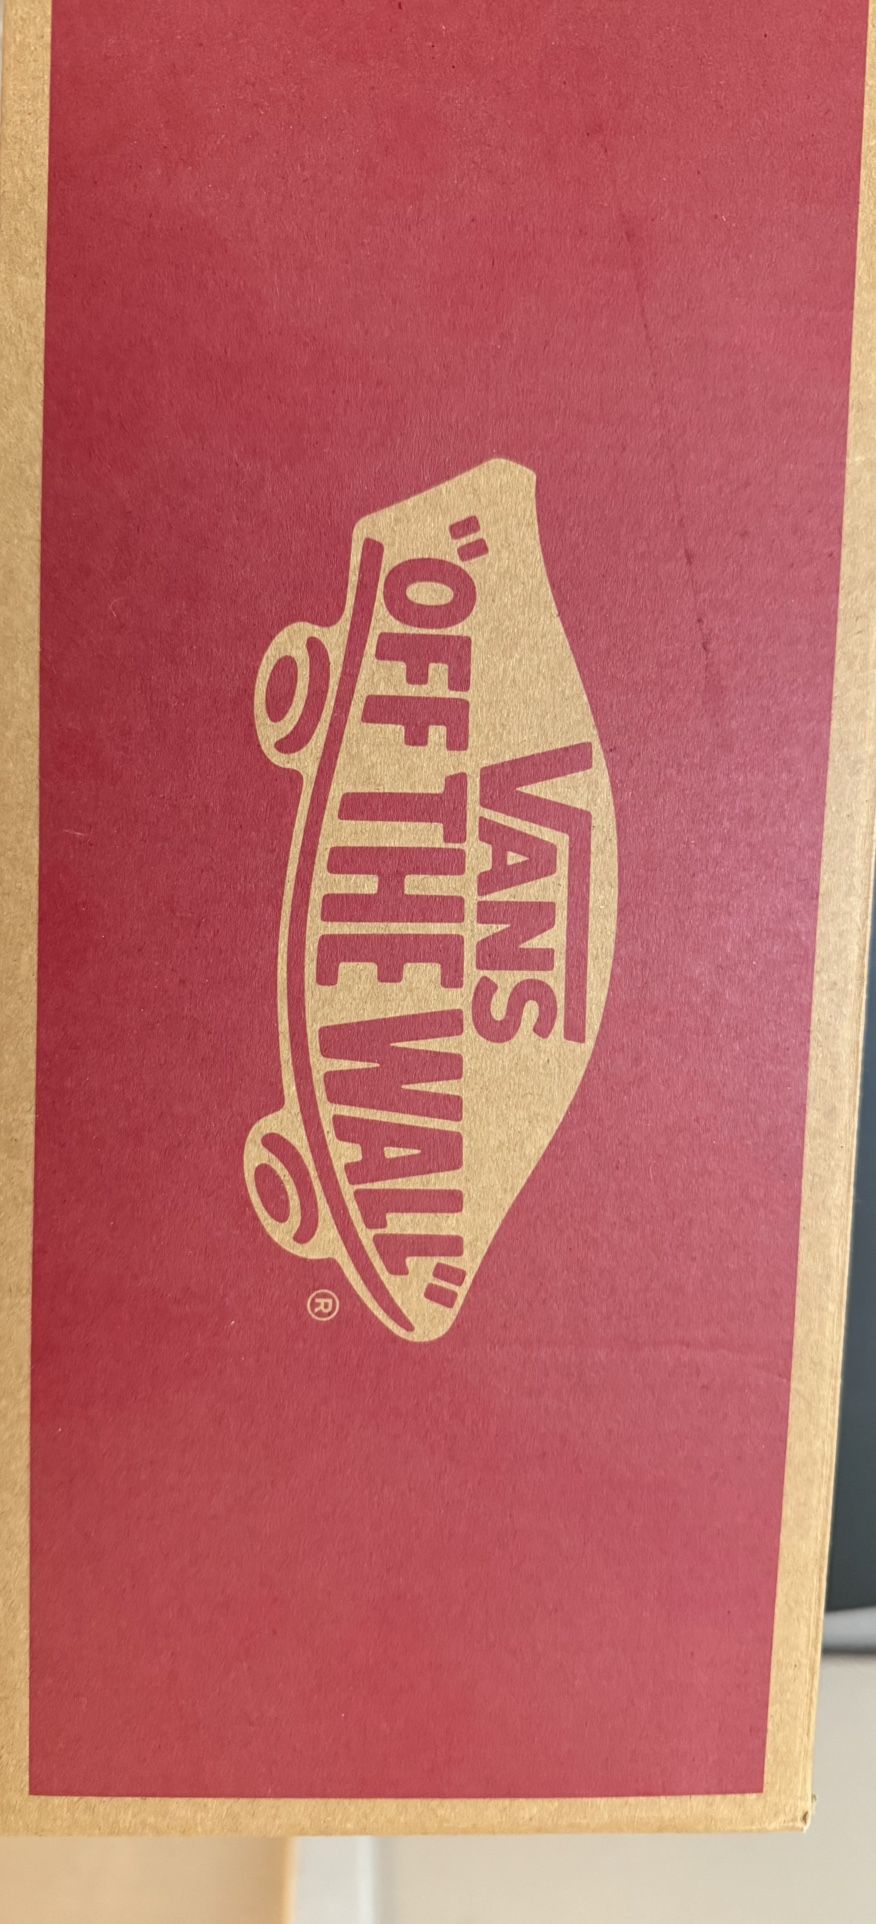 VANS
"OFF THE WALL"
®